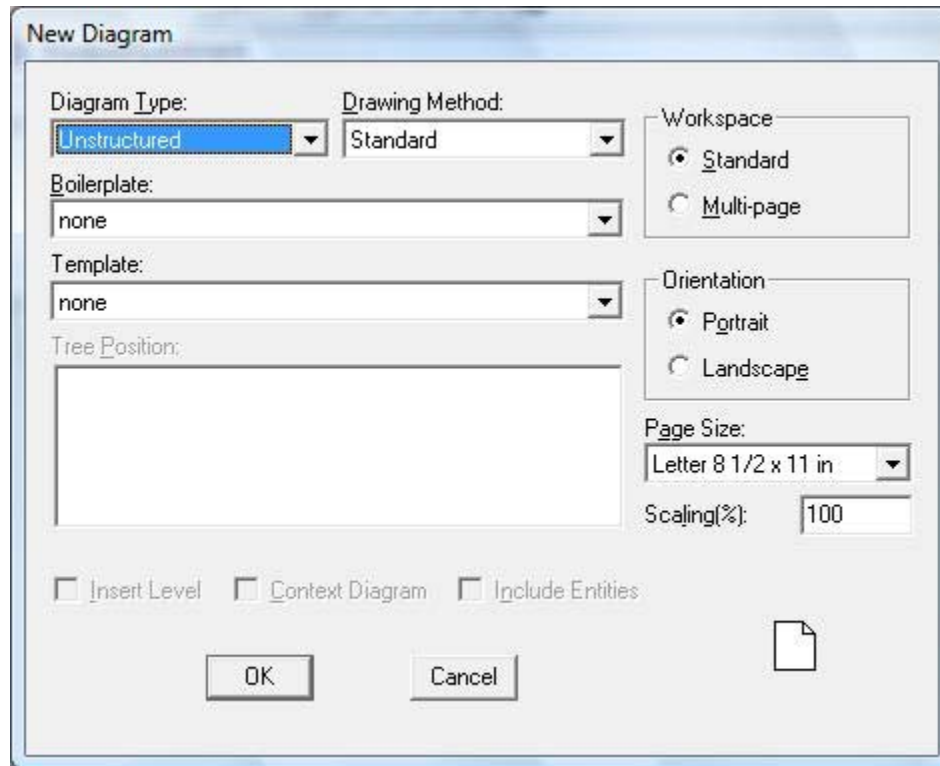 New Diagram
Diagram Type:
Drawing Method:
Unstructured
Standard
Boilerplate:
none
Template:
none
Tree Position:
Workspace
Standard
Multi-page
Orientation
Portrait
Landscape
Page Size:
Letter 8 1/2 x 11 in
Scaling(%):
100
Insert Level
Context Diagram
Include Entities
OK
Cancel